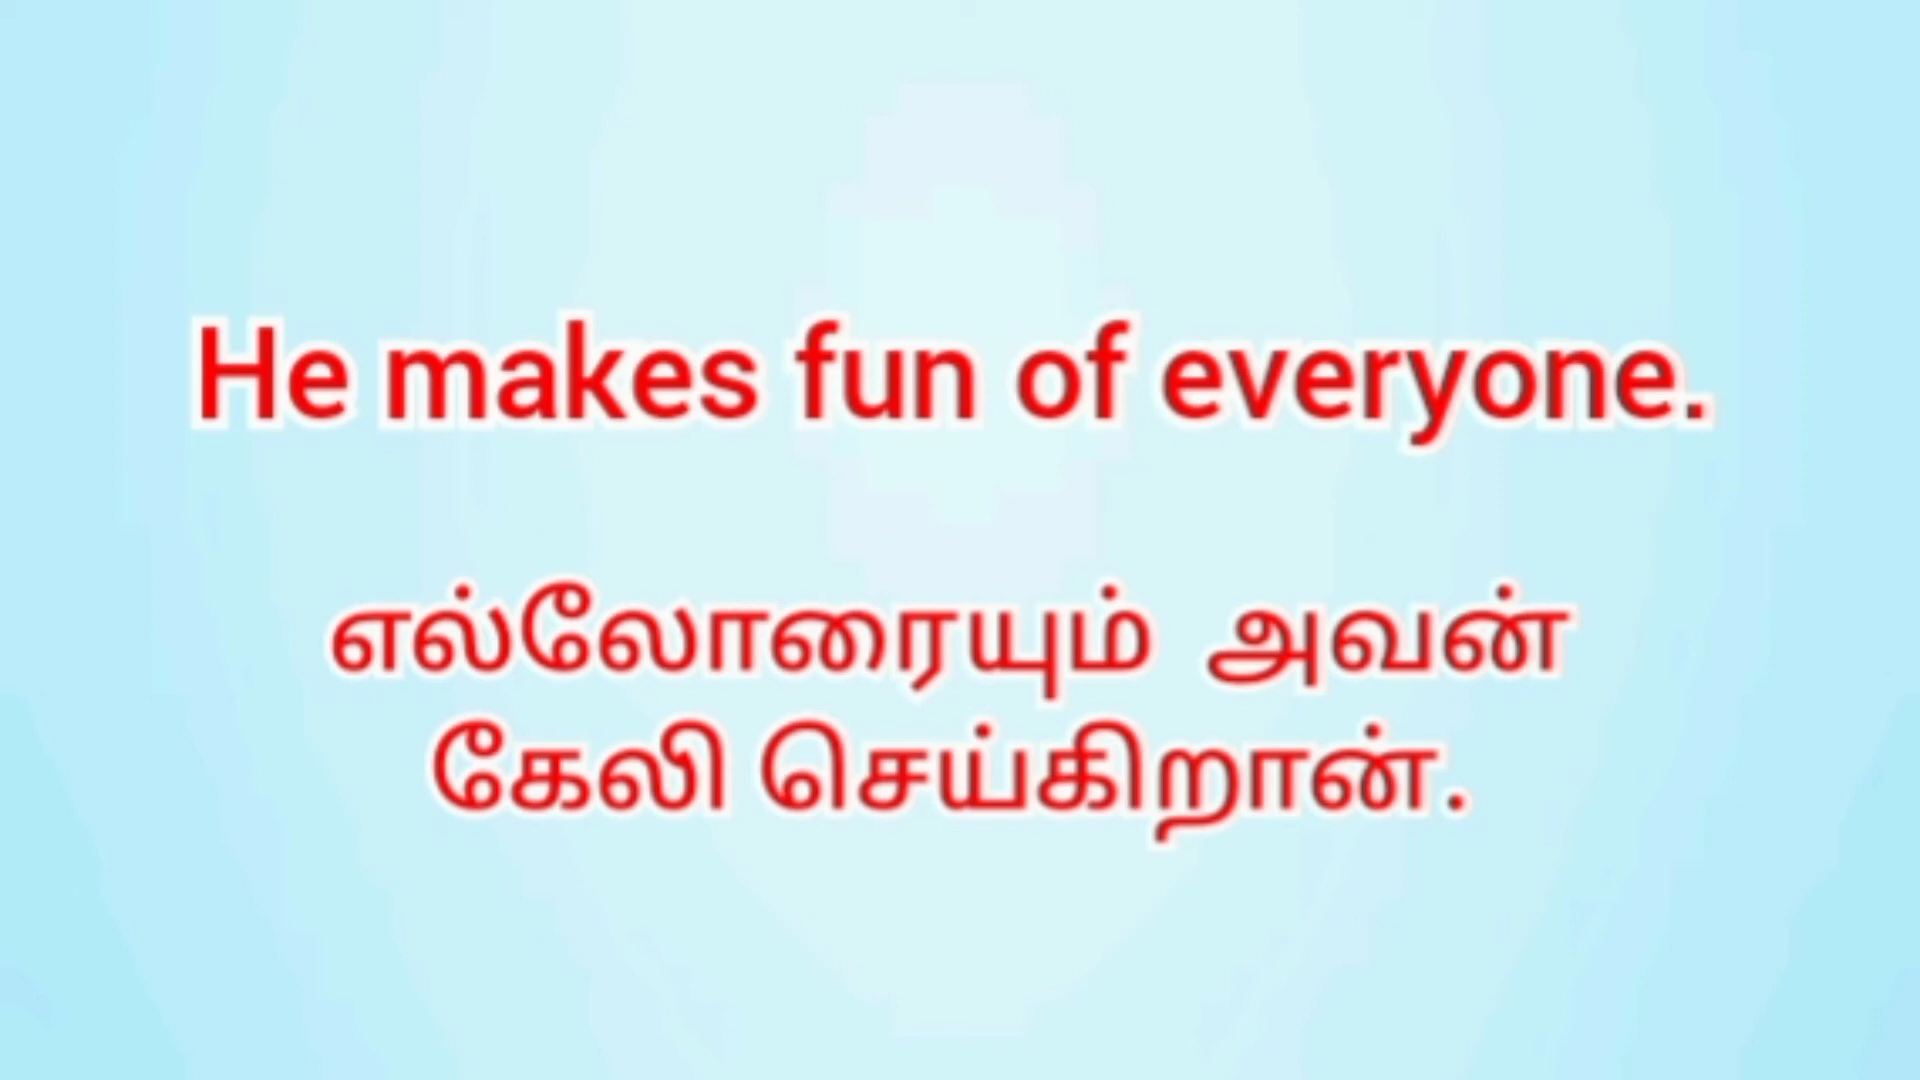 He makes fun of everyone.
எல்லோரையும் அவன்
கேலி செய்கிறான்.